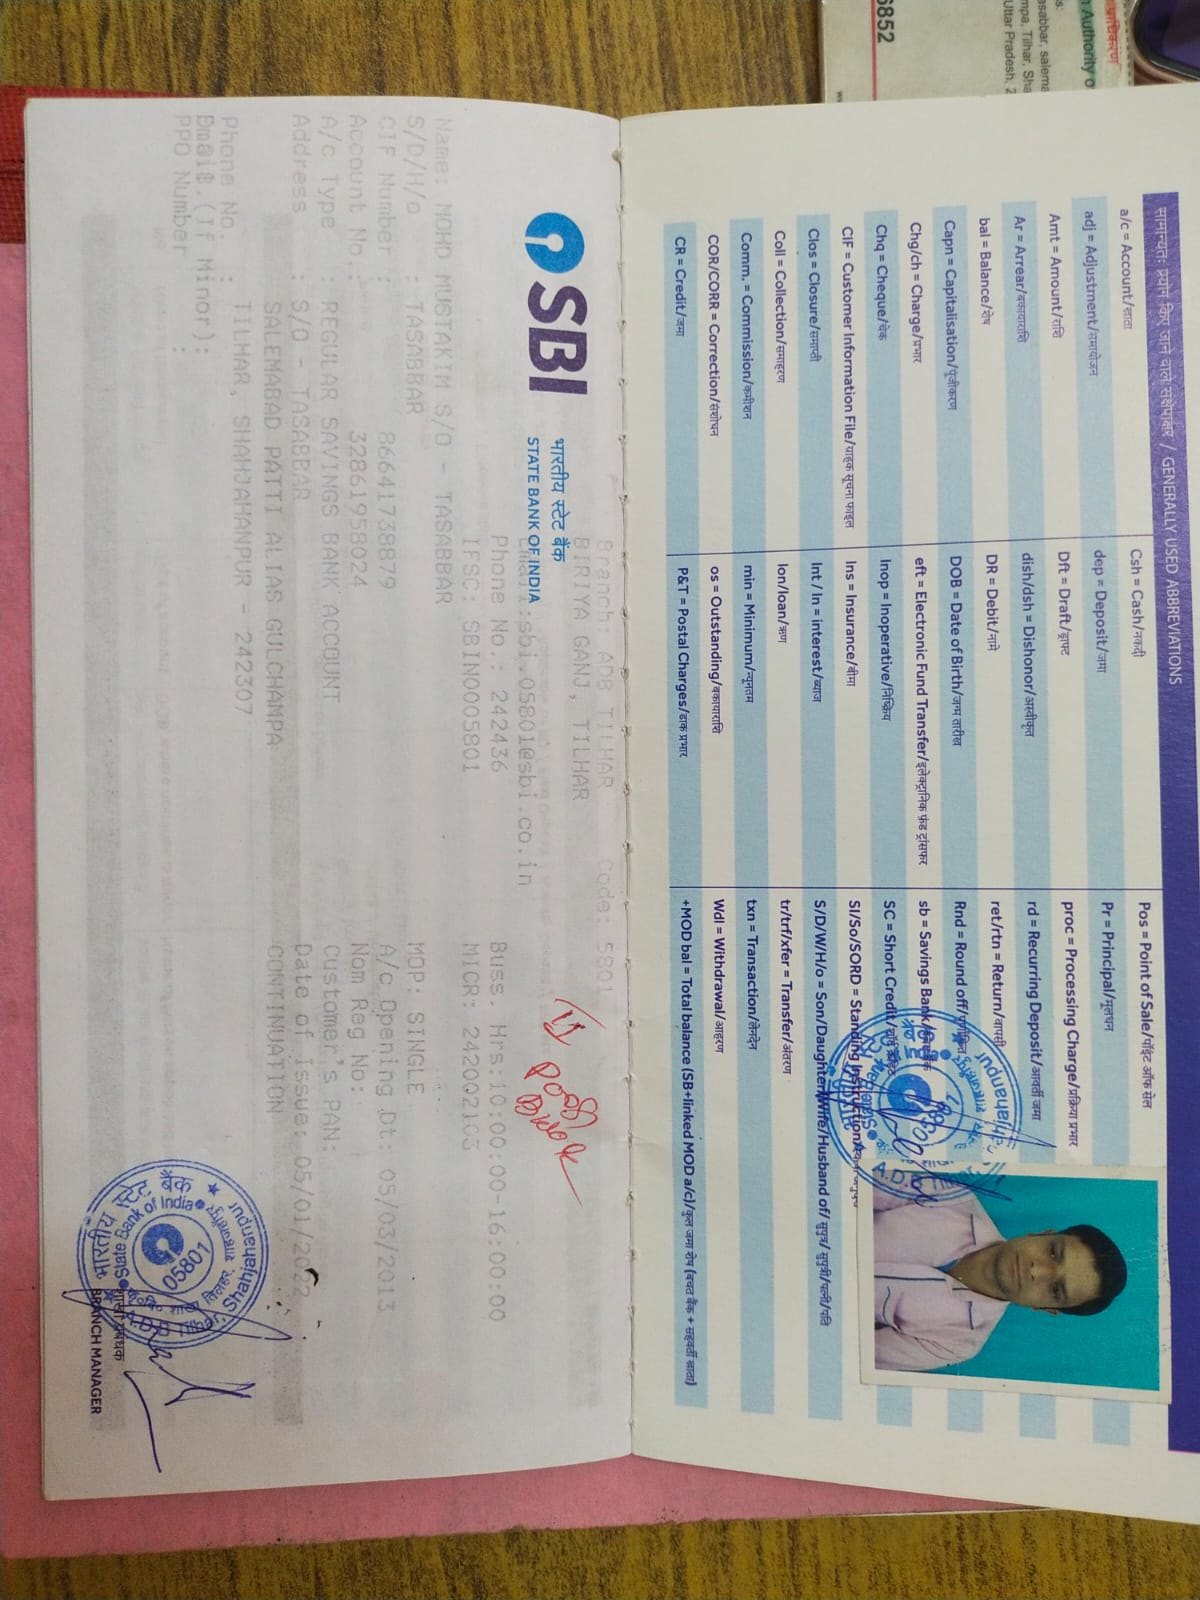 प्राधिकरण
Authority o
s:
asabbar, salema
mpa, Tilhar, Sha
Uttar Pradesh, 2
6852
ww
सामान्यतः प्रयोग किए जाने वाले संक्षेपाक्षर / GENERALLY USED ABBREVIATIONS
a/c = Account/खाता
adj = Adjustment/समायोजन
Amt = Amount/राशि
Ar = Arrear/बकायाराशि
bal = Balance/शेष
Capn = Capitalisation/पूंजीकरण
Chg/ch = Charge/प्रभार
Chq = Cheque/चेक
CIF = Customer Information File/ग्राहक सूचना फाइल
Clos = Closure/समाप्ती
Coll = Collection/समाहरण
Comm. = Commission/कमीशन
COR/CORR = Correction/संशोधन
CR = Credit/जमा
Csh = Cash/नकदी
dep = Deposit/जमा
Dft = Draft/ड्राफ्ट
dish/dsh = Dishonor/अस्वीकृत
DR = Debit/नामे
DOB = Date of Birth/जन्म तारीख
eft = Electronic Fund Transfer/इलेक्ट्रानिक फ़ंड ट्रांसफर
Inop = Inoperative/निष्क्रिय
Ins = Insurance/बीमा
Int / In = interest/ब्याज
lon/loan/ऋण
min = Minimum/न्यूनतम
os = Outstanding/बकायाराशि
P&T = Postal Charges/डाक प्रभार
Pos = Point of Sale/पॉइंट ऑफ सेल
Pr = Principal/मूलधन
proc = Processing Charge/प्रक्रिया प्रभार
rd = Recurring Deposit/आवर्ती जमा
ret/rtn = Return/वापसी
Rnd = Round off/पूर्णांकित
sb = Savings Bank/बचत बैंक
SC = Short Credit/शॉर्ट क्रेडिट
SI/So/SORD = Standing Instruction/स्थायी अनुदेश
S/D/W/H/o = Son/Daughter/Wife/Husband of/ सुपुत्र/ सुपुत्री/पत्नी/पति
tr/trf/xfer = Transfer/अंतरण
txn = Transaction/लेनदेन
Wdl = Withdrawal/आहरण
+MOD bal = Total balance (SB+linked MOD a/c)/कुल जमा शेष (बचत बैंक + सहवर्ती खाता)
भारतीय स्टेट बैंक
State Bank of India
05801
Shahjahanpur
A.D.B. Tilhar
Branch: ADB TILHAR Code: 5801
BIRIYA GANJ, TILHAR
SBI
भारतीय स्टेट बैंक
STATE BANK OF INDIA
Email:sbi.05801@sbi.co.in
II
Pass
Book
Phone No.: 242436 Buss. Hrs:10:00:00-16:00:00
IFSC: SBIN0005801 MICR: 242002103
Name: MOHD MUSTAKIM S/O - TASABBAR
S/D/H/o : TASABBAR MOP: SINGLE
CIF Number : 86641738879 A/c Opening Dt: 05/03/2013
Account No.: 32861958024 Nom Reg No:
A/c Type : REGULAR SAVINGS BANK ACCOUNT Customer's PAN:
Address : S/O - TASABBAR Date of Issue: 05/01/2022
SALEMABAD PATTI ALIAS GULCHAMPA CONTINUATION
TILHAR, SHAHJAHANPUR - 242307
Phone No. :
(If Minor):
PPO Number :
भारतीय स्टेट बैंक
State Bank of India
05801
तिलहर, शाहजहाँपुर
Shahjahanpur
शाखा प्रबंधक
BRANCH MANAGER